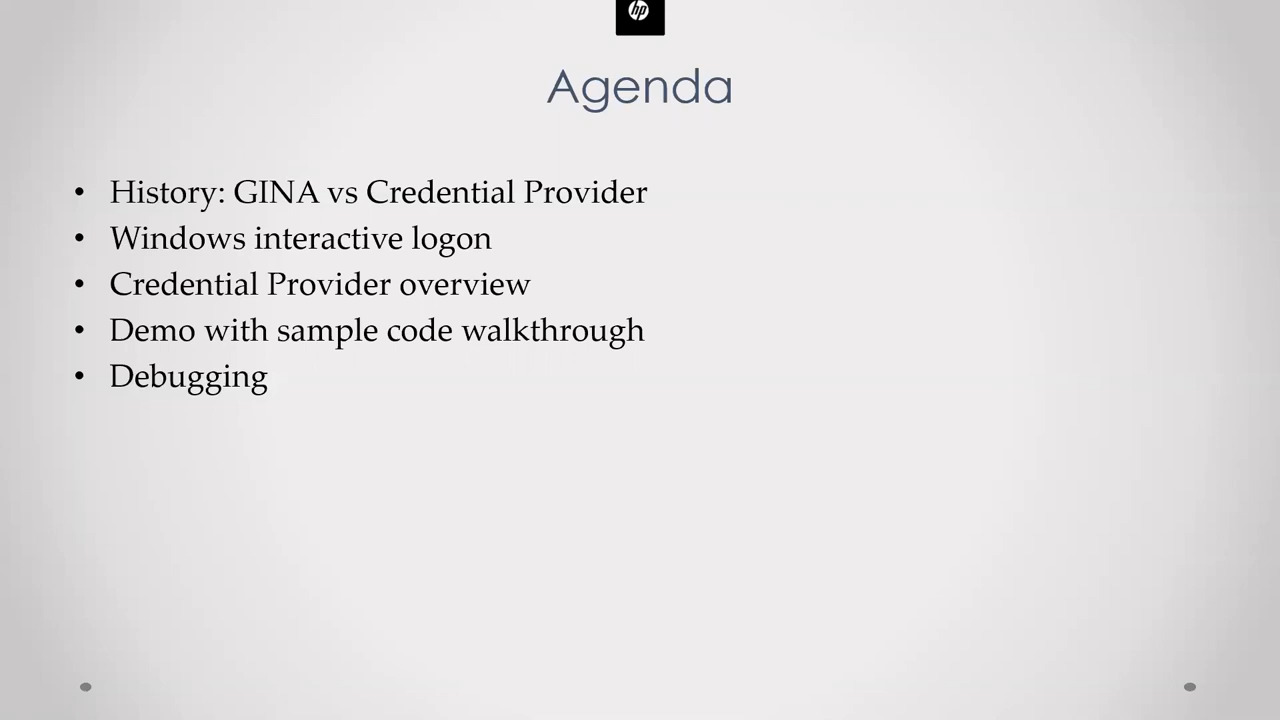 hp
Agenda
• History: GINA vs Credential Provider
• Windows interactive logon
• Credential Provider overview
• Demo with sample code walkthrough
• Debugging